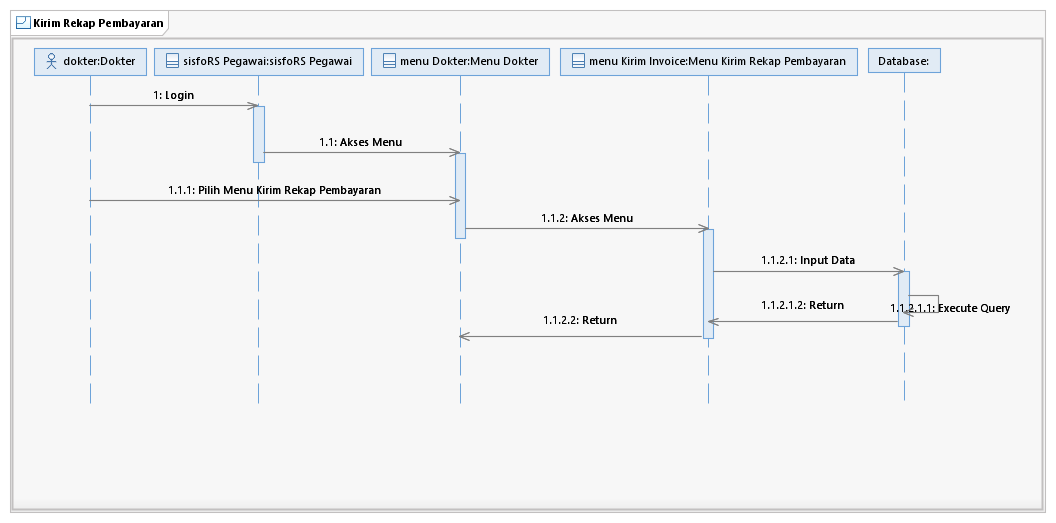 Kirim Rekap Pembayaran
dokter:Dokter
sisfoRS Pegawai:sisfoRS Pegawai
menu Dokter:Menu Dokter
menu Kirim Invoice:Menu Kirim Rekap Pembayaran
Database:
1: Login
1.1: Akses Menu
1.1.1: Pilih Menu Kirim Rekap Pembayaran
1.1.2: Akses Menu
1.1.2.1: Input Data
1.1.2.1.2: Return
1.1.2.1.1: Execute Query
1.1.2.2: Return